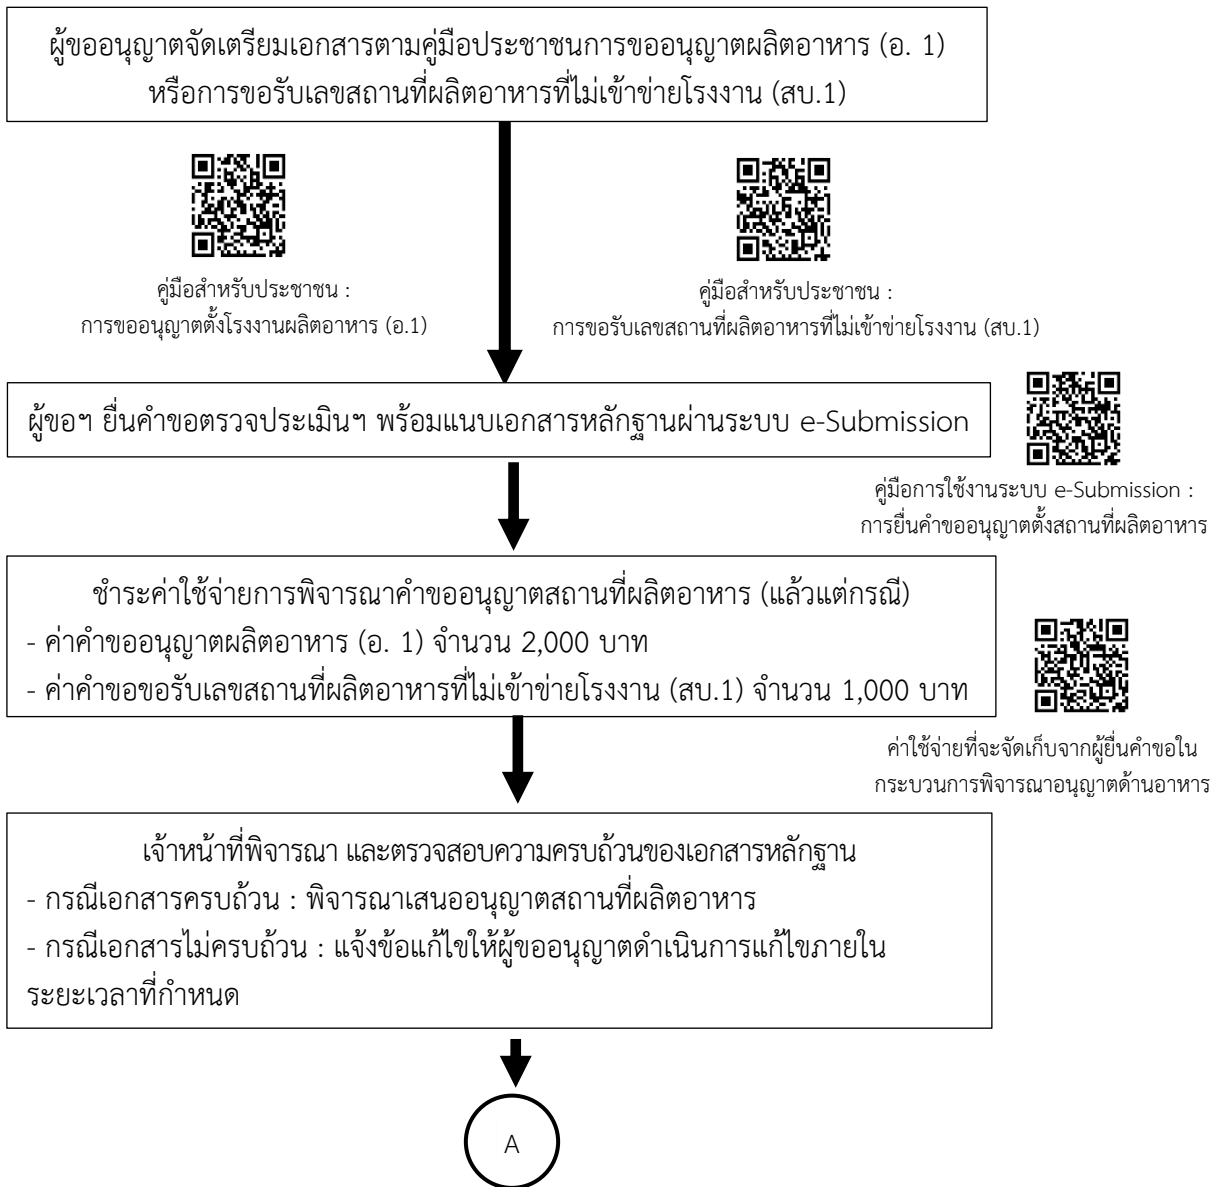 ผู้ขออนุญาตจัดเตรียมเอกสารตามคู่มือประชาชนการขออนุญาตผลิตอาหาร (อ. 1)
หรือการขอรับเลขสถานที่ผลิตอาหารที่ไม่เข้าข่ายโรงงาน (สบ.1)
คู่มือสำหรับประชาชน :
การขออนุญาตตั้งโรงงานผลิตอาหาร (อ.1)
คู่มือสำหรับประชาชน :
การขอรับเลขสถานที่ผลิตอาหารที่ไม่เข้าข่ายโรงงาน (สบ.1)
ผู้ขอฯ ยื่นคำขอตรวจประเมินฯ พร้อมแนบเอกสารหลักฐานผ่านระบบ e-Submission
คู่มือการใช้งานระบบ e-Submission :
การยื่นคำขออนุญาตตั้งสถานที่ผลิตอาหาร
ชำระค่าใช้จ่ายการพิจารณาคำขออนุญาตสถานที่ผลิตอาหาร (แล้วแต่กรณี)
- ค่าคำขออนุญาตผลิตอาหาร (อ. 1) จำนวน 2,000 บาท
- ค่าคำขอขอรับเลขสถานที่ผลิตอาหารที่ไม่เข้าข่ายโรงงาน (สบ.1) จำนวน 1,000 บาท
ค่าใช้จ่ายที่จะจัดเก็บจากผู้ยื่นคำขอใน
กระบวนการพิจารณาอนุญาตด้านอาหาร
เจ้าหน้าที่พิจารณา และตรวจสอบความครบถ้วนของเอกสารหลักฐาน
- กรณีเอกสารครบถ้วน : พิจารณาเสนออนุญาตสถานที่ผลิตอาหาร
- กรณีเอกสารไม่ครบถ้วน : แจ้งข้อแก้ไขให้ผู้ขออนุญาตดำเนินการแก้ไขภายใน
ระยะเวลาที่กำหนด
A